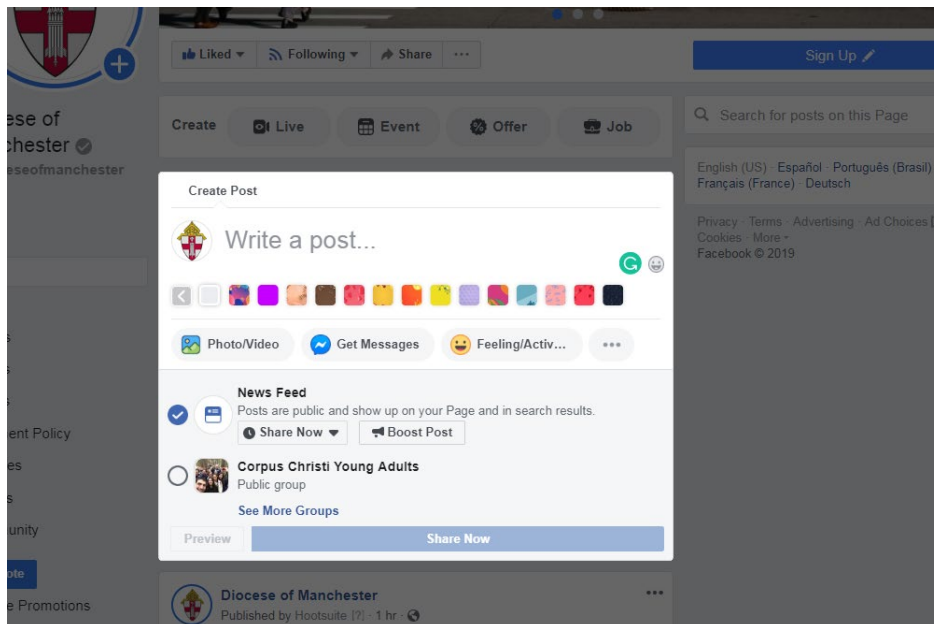 Liked Following Share ...
Sign Up
ese of
chester
eseofmanchester
Create Live Event Offer Job
Search for posts on this Page
English (US) · Español · Português (Brasil)
Français (France) · Deutsch
Privacy · Terms · Advertising · Ad Choices
Cookies · More
Facebook © 2019
Create Post
Write a post...
Photo/Video Get Messages Feeling/Activ... ...
News Feed
Posts are public and show up on your Page and in search results.
Share Now Boost Post
Corpus Christi Young Adults
Public group
See More Groups
Preview Share Now
s
s
s
ent Policy
es
s
unity
ote
e Promotions
Diocese of Manchester ...
Published by Hootsuite [?] · 1 hr ·